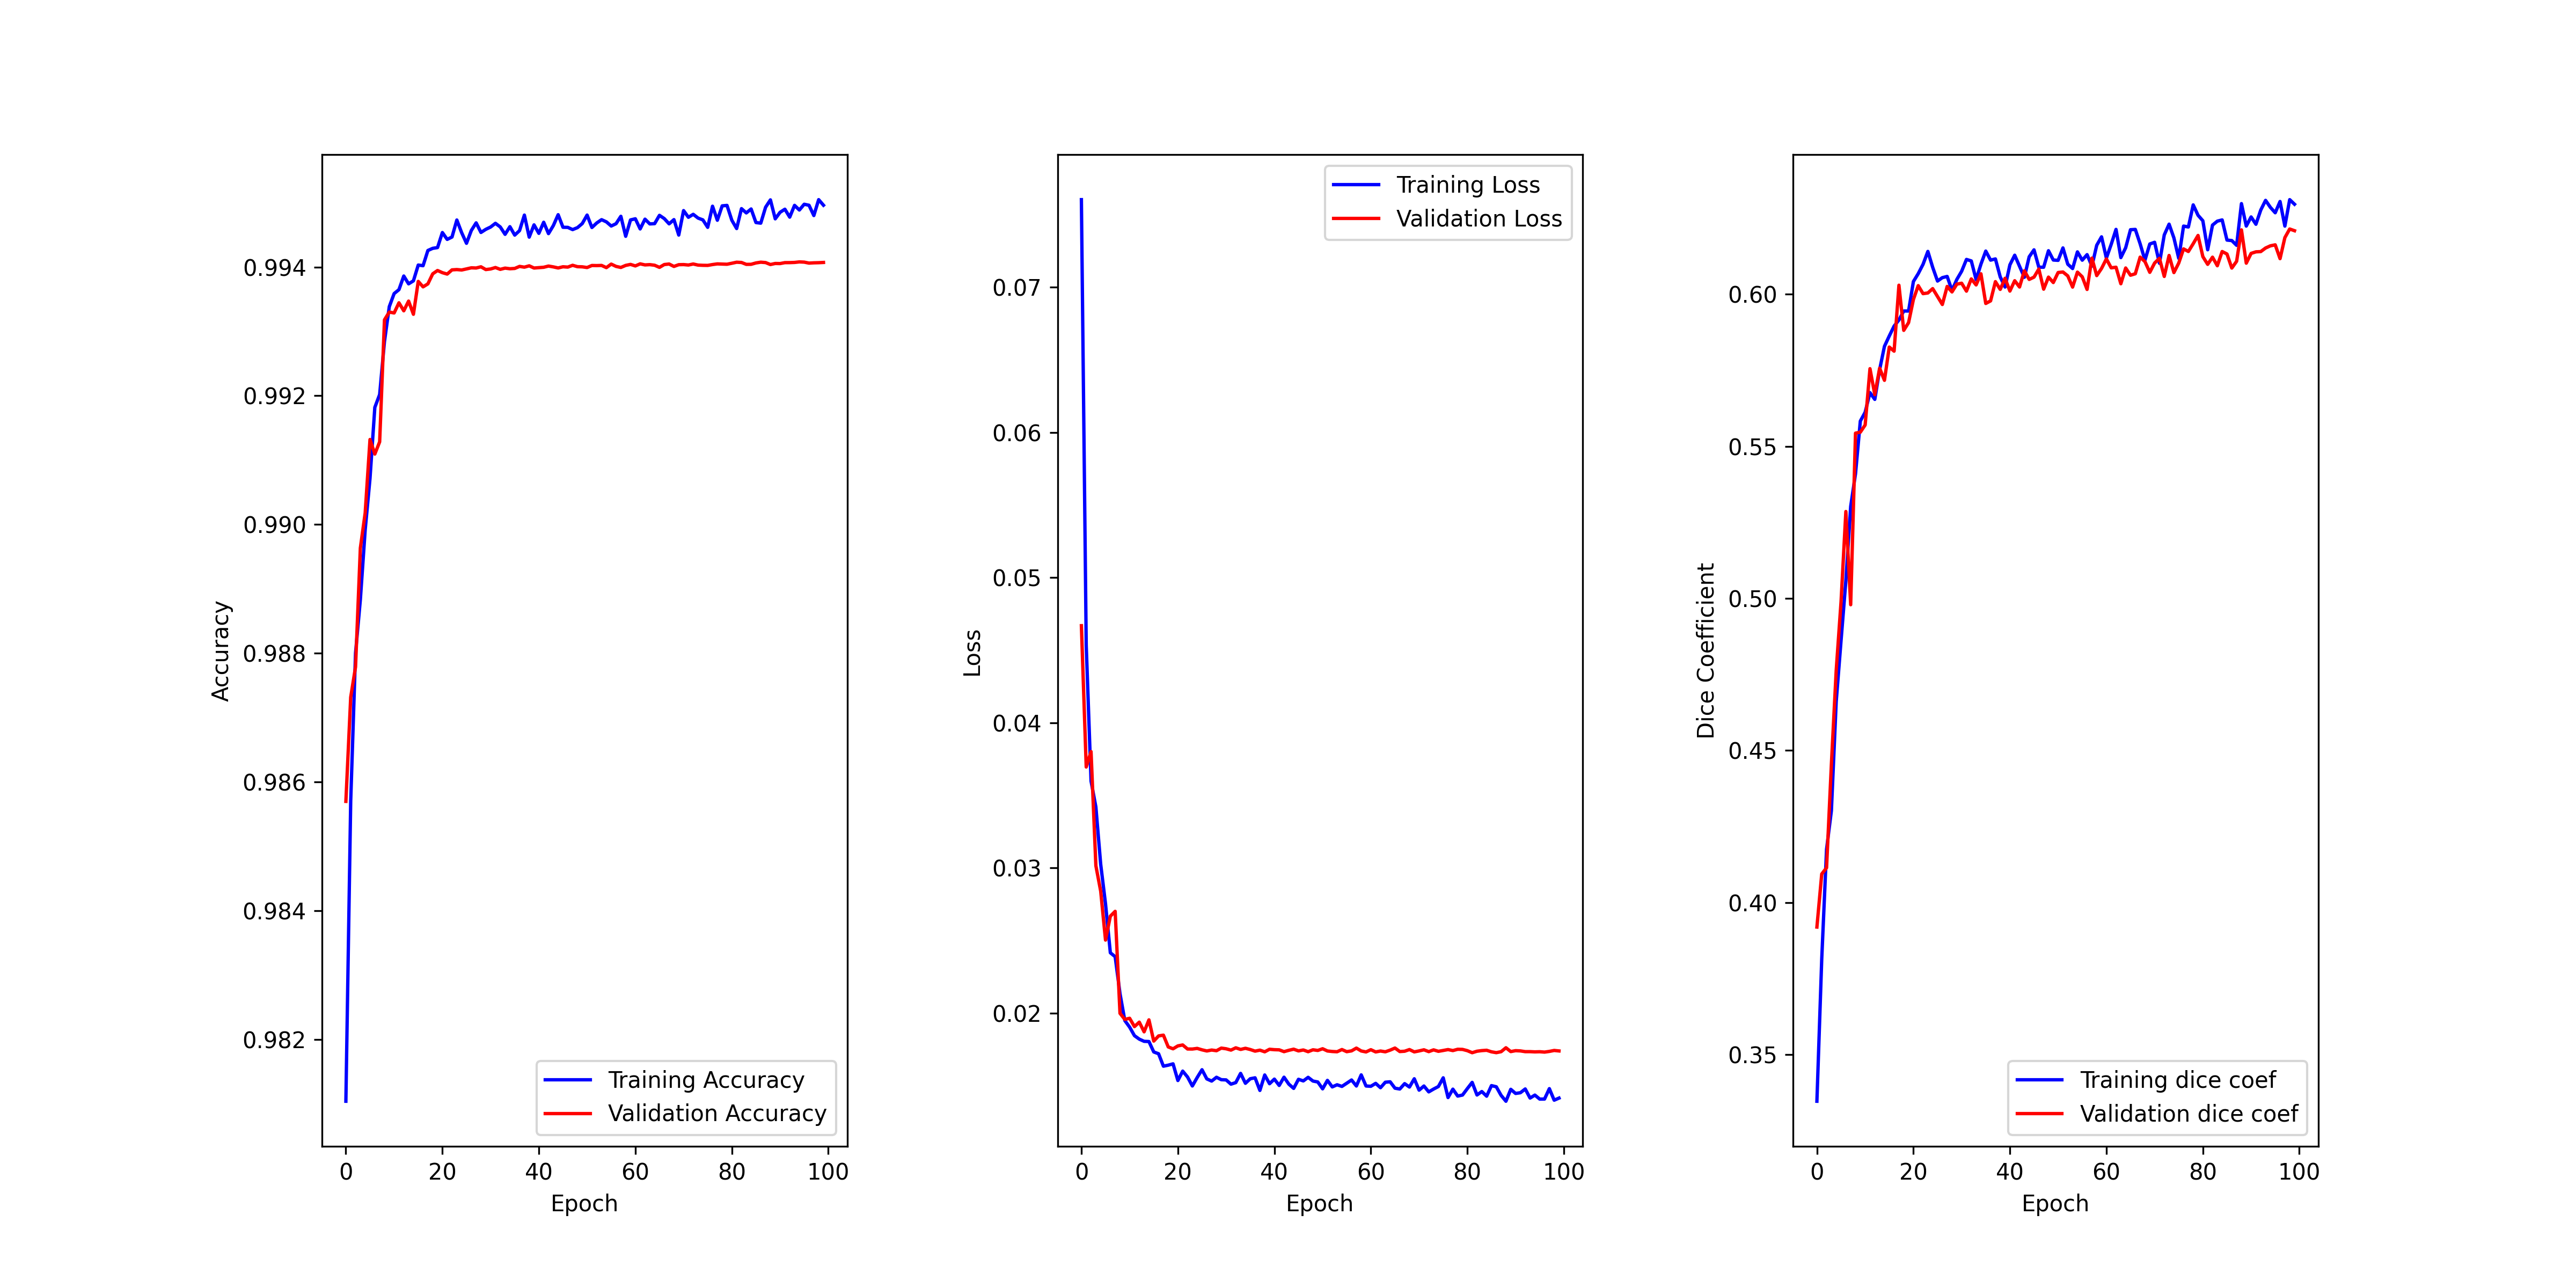 Accuracy
0.994
0.992
0.990
0.988
0.986
0.984
0.982
Training Accuracy
Validation Accuracy
0 20 40 60 80 100
Epoch
Loss
0.07
0.06
0.05
0.04
0.03
0.02
Training Loss
Validation Loss
0 20 40 60 80 100
Epoch
Dice Coefficient
0.60
0.55
0.50
0.45
0.40
0.35
Training dice coef
Validation dice coef
0 20 40 60 80 100
Epoch